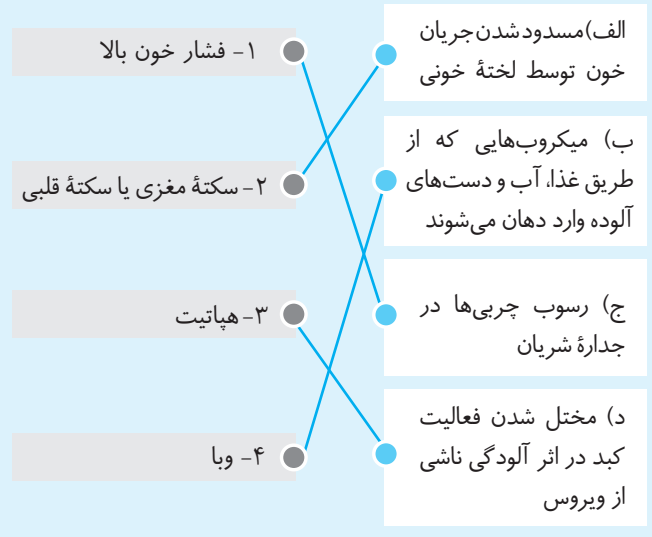 الف)مسدود شدن جریان
خون توسط لختهٔ خونی
ب) میکروب‌هایی که از
طریق غذا، آب و دست‌های
آلوده وارد دهان می‌شوند
ج) رسوب چربی‌ها در
جدارهٔ شریان
د) مختل شدن فعالیت
کبد در اثر آلودگی ناشی
از ویروس
۱- فشار خون بالا
۲- سکتهٔ مغزی یا سکتهٔ قلبی
۳- هپاتیت
۴- وبا